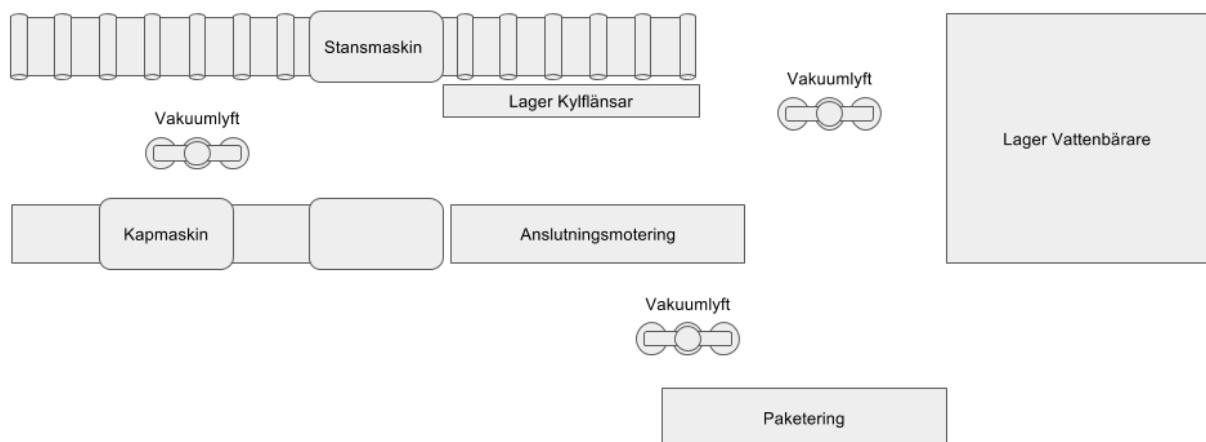 Stansmaskin
Vakuumlyft
Lager Kylflänsar
Vakuumlyft
Lager Vattenbärare
Kapmaskin
Anslutningsmotering
Vakuumlyft
Paketering